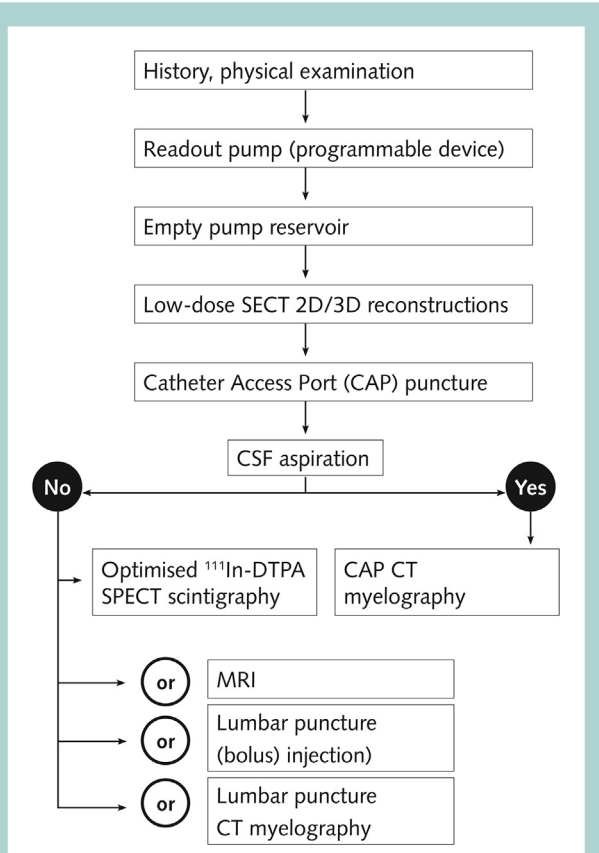 History, physical examination
Readout pump (programmable device)
Empty pump reservoir
Low-dose SECT 2D/3D reconstructions
Catheter Access Port (CAP) puncture
CSF aspiration
No
Yes
Optimised ¹¹¹In-DTPA
SPECT scintigraphy
CAP CT
myelography
or
MRI
or
Lumbar puncture
(bolus) injection)
or
Lumbar puncture
CT myelography